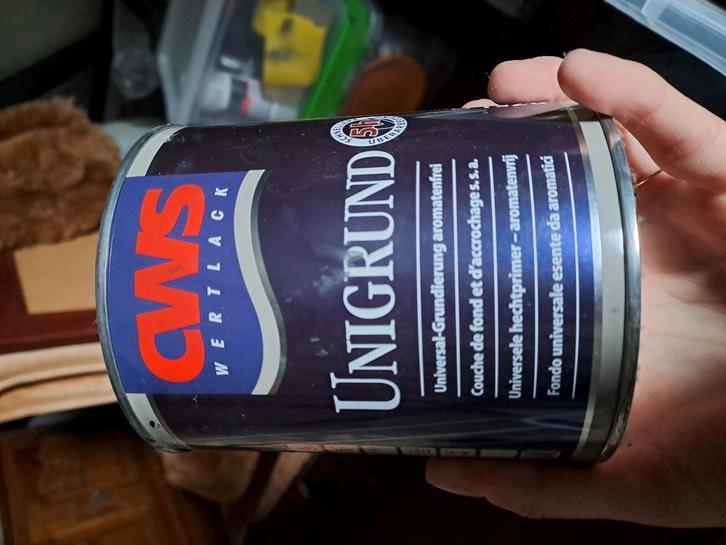 CWS
WERTLACK
UNIGRUND
5h
Universal-Grundierung aromatenfrei
Couche de fond et d'accrochage s.s.a.
Universele hechtprimer – aromatenvrij
Fondo universale esente da aromatici